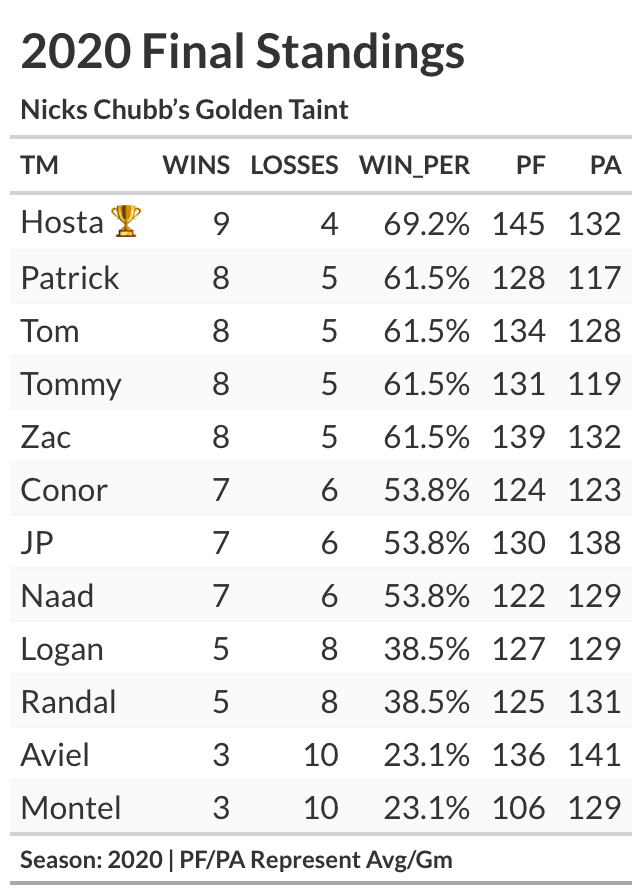 2020 Final Standings
Nicks Chubb's Golden Taint
TM WINS LOSSES WIN_PER PF PA
Hosta🏆 9 4 69.2% 145 132
Patrick 8 5 61.5% 128 117
Tom 8 5 61.5% 134 128
Tommy 8 5 61.5% 131 119
Zac 8 5 61.5% 139 132
Conor 7 6 53.8% 124 123
JP 7 6 53.8% 130 138
Naad 7 6 53.8% 122 129
Logan 5 8 38.5% 127 129
Randal 5 8 38.5% 125 131
Aviel 3 10 23.1% 136 141
Montel 3 10 23.1% 106 129
Season: 2020 | PF/PA Represent Avg/Gm